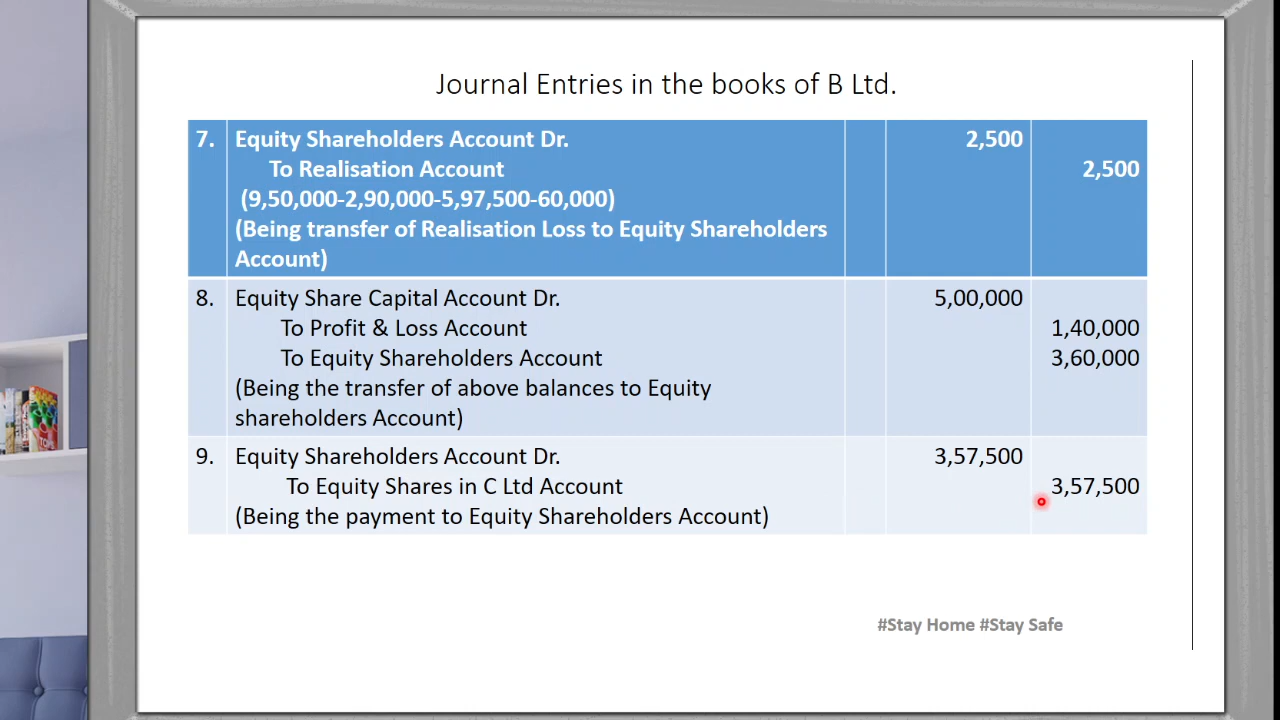 Journal Entries in the books of B Ltd.
7. Equity Shareholders Account Dr. 2,500
To Realisation Account 2,500
(9,50,000-2,90,000-5,97,500-60,000)
(Being transfer of Realisation Loss to Equity Shareholders
Account)
8. Equity Share Capital Account Dr. 5,00,000
To Profit & Loss Account 1,40,000
To Equity Shareholders Account 3,60,000
(Being the transfer of above balances to Equity
shareholders Account)
9. Equity Shareholders Account Dr. 3,57,500
To Equity Shares in C Ltd Account 3,57,500
(Being the payment to Equity Shareholders Account)
#Stay Home #Stay Safe